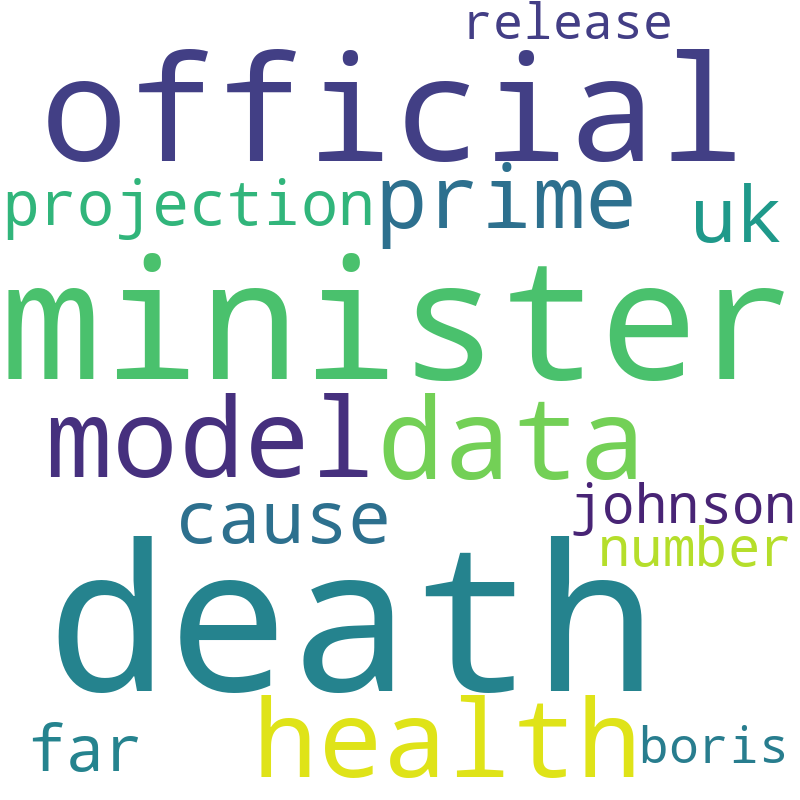 release
official
projection prime uk
minister
model data
cause johnson
number
death
far health boris